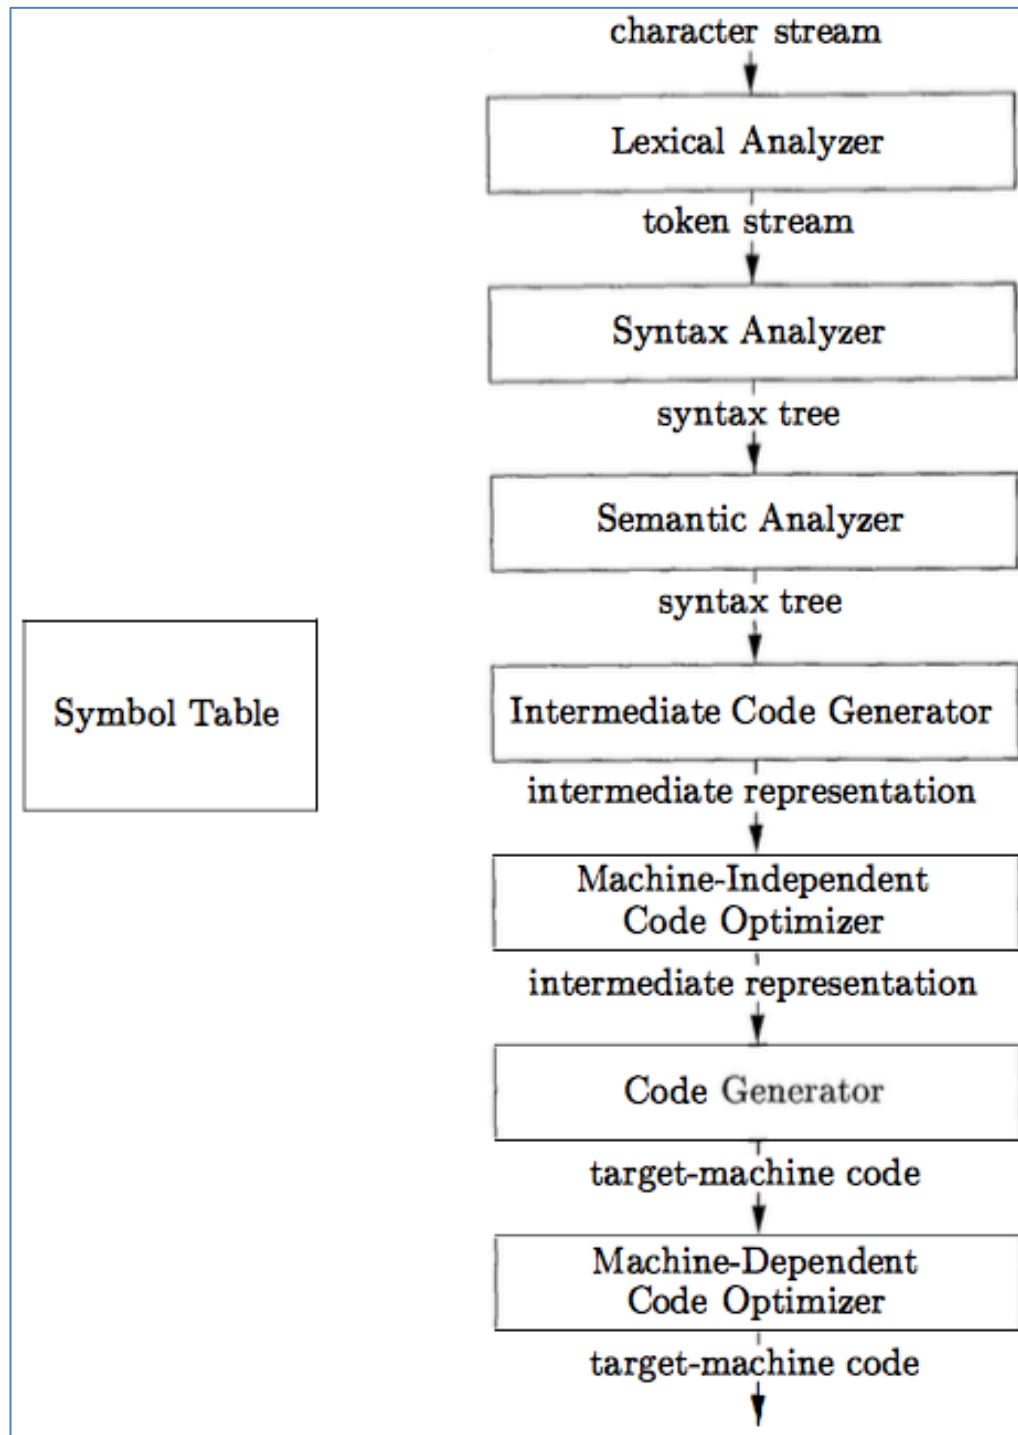 character stream
Lexical Analyzer
token stream
Syntax Analyzer
syntax tree
Semantic Analyzer
syntax tree
Symbol Table
Intermediate Code Generator
intermediate representation
Machine-Independent
Code Optimizer
intermediate representation
Code Generator
target-machine code
Machine-Dependent
Code Optimizer
target-machine code